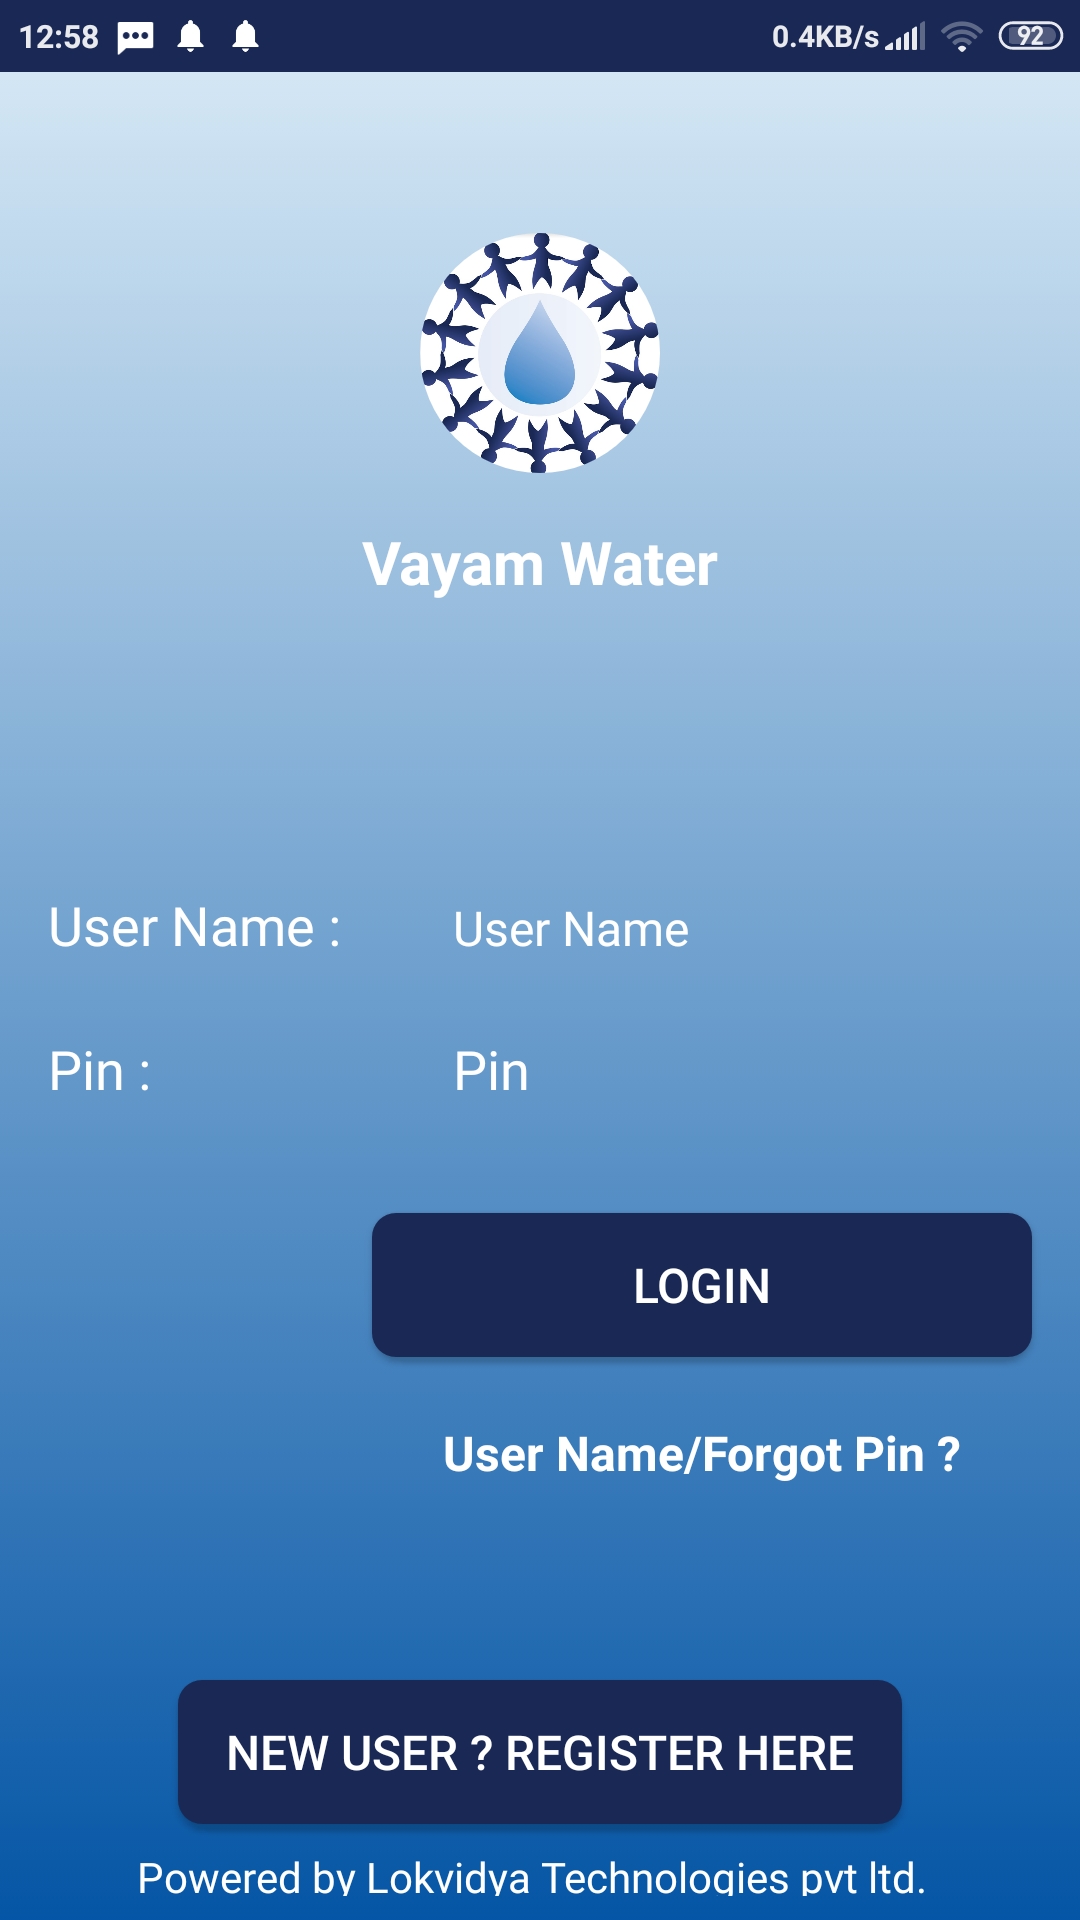 12:58 0.4KB/s 92
Vayam Water
User Name : User Name
Pin : Pin
LOGIN
User Name/Forgot Pin ?
NEW USER ? REGISTER HERE
Powered by Lokvidya Technologies pvt ltd.